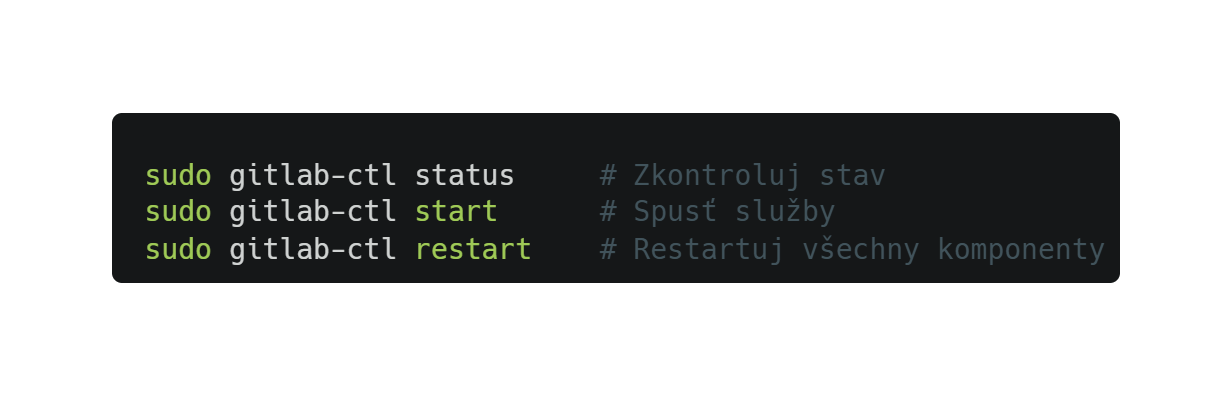 sudo gitlab-ctl status     # Zkontroluj stav
sudo gitlab-ctl start      # Spusť služby
sudo gitlab-ctl restart    # Restartuj všechny komponenty